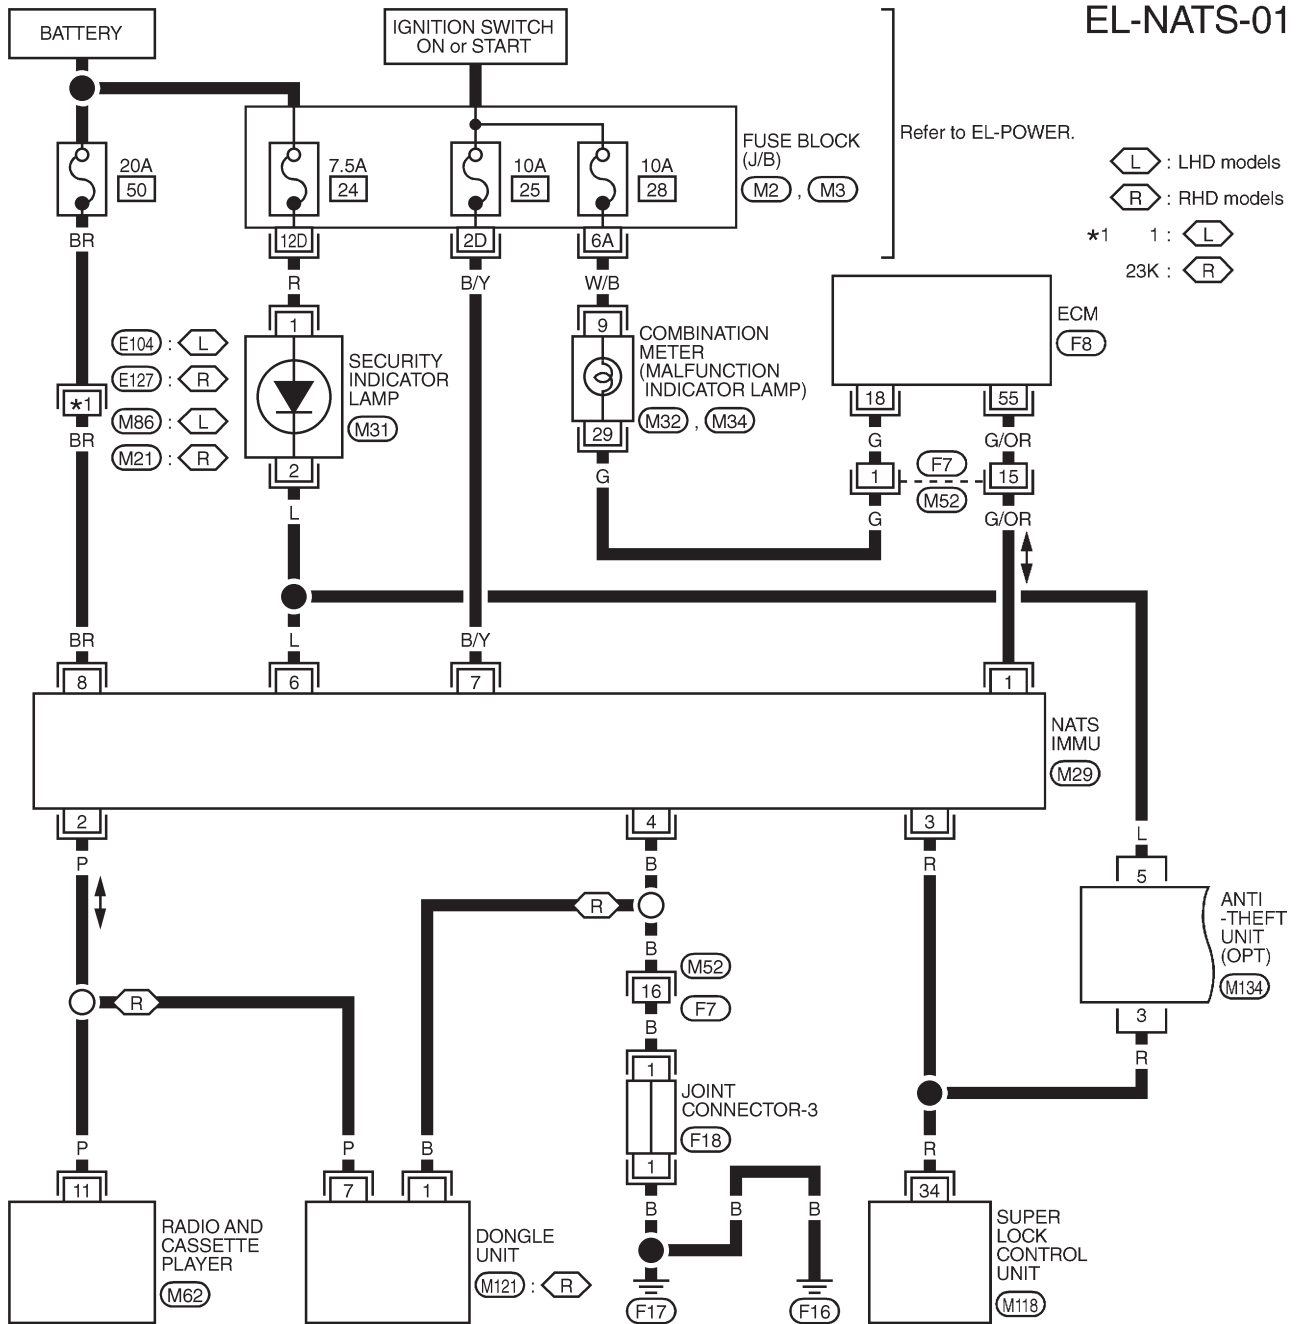 EL-NATS-01
BATTERY
IGNITION SWITCH
ON or START
Refer to EL-POWER.
L : LHD models
R : RHD models
*1 1 : L
23K : R
20A
50
7.5A
24
10A
25
10A
28
FUSE BLOCK
(J/B)
M2 , M3
12D
2D
6A
BR
R
B/Y
W/B
E104 : L
E127 : R
*1
M86 : L
M21 : R
BR
1
SECURITY
INDICATOR
LAMP
M31
2
9
COMBINATION
METER
(MALFUNCTION
INDICATOR LAMP)
M32 , M34
29
ECM
F8
18
55
G
G/OR
G
1
F7
M52
15
G
G/OR
L
BR
L
B/Y
8
6
7
1
NATS
IMMU
M29
2
4
3
P
B
R
L
5
ANTI
-THEFT
UNIT
(OPT)
M134
3
R
R
B
M52
16
F7
B
R
1
JOINT
CONNECTOR-3
F18
1
P
P
B
R
11
7
1
34
B
B
B
RADIO AND
CASSETTE
PLAYER
M62
DONGLE
UNIT
M121 : R
F17
F16
SUPER
LOCK
CONTROL
UNIT
M118